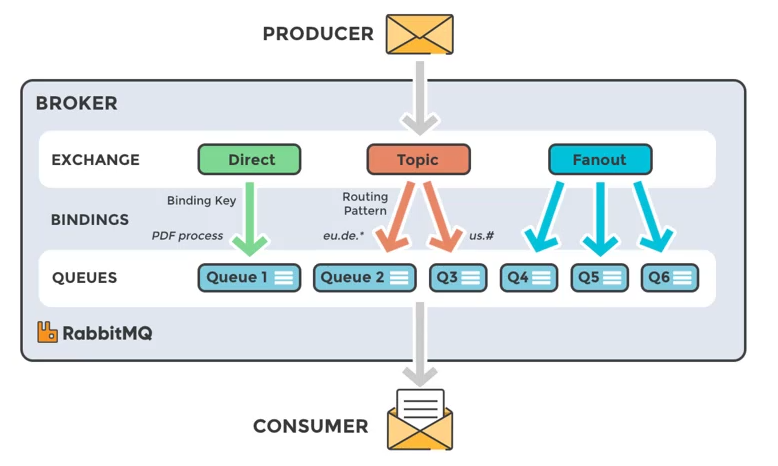 PRODUCER
BROKER
EXCHANGE
Direct
Topic
Fanout
BINDINGS
Binding Key
PDF process
Routing
Pattern
eu.de.*
us.#
QUEUES
Queue 1
Queue 2
Q3
Q4
Q5
Q6
RabbitMQ
CONSUMER